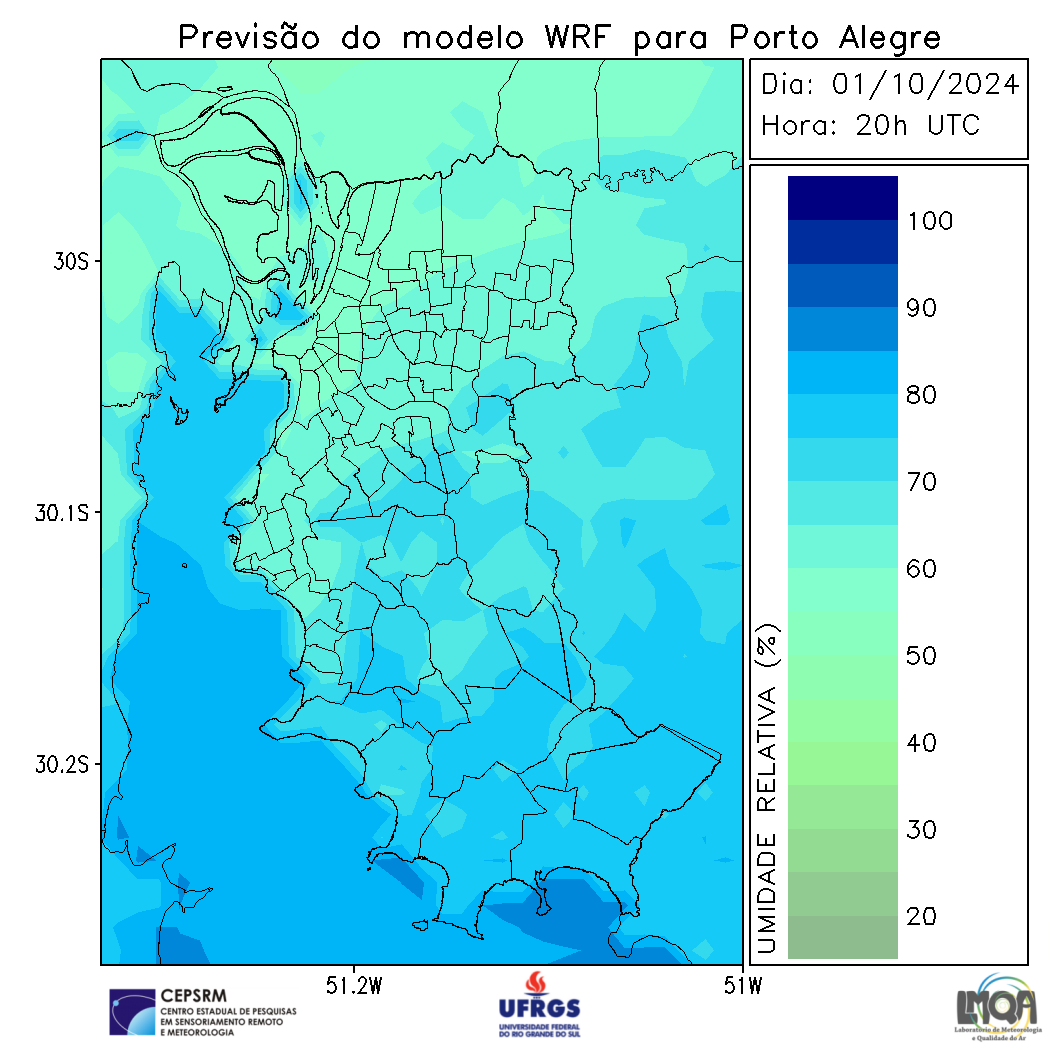 Previsão do modelo WRF para Porto Alegre
Dia: 01/10/2024
Hora: 20h UTC
30S
30.1S
30.2S
51.2W
51W
100
90
80
70
60
50
40
30
20
UMIDADE RELATIVA (%)
CEPSRM
CENTRO ESTADUAL DE PESQUISAS
EM SENSORIAMENTO REMOTO
E METEOROLOGIA
UFRGS
UNIVERSIDADE FEDERAL
DO RIO GRANDE DO SUL
LMQA
Laboratório de Meteorologia
e Qualidade do Ar